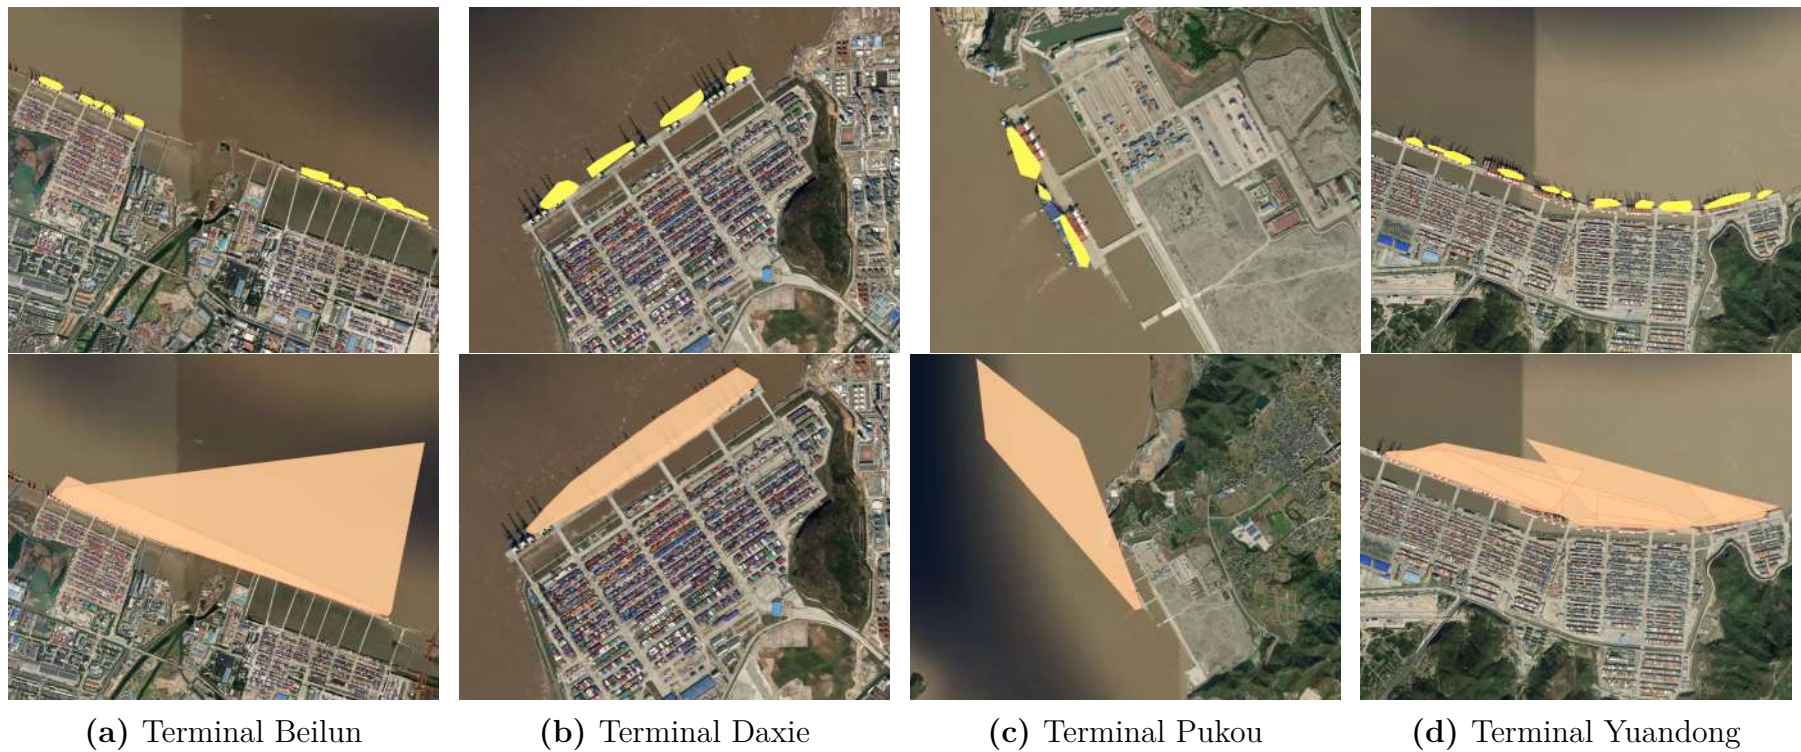 (a) Terminal Beilun
(b) Terminal Daxie
(c) Terminal Pukou
(d) Terminal Yuandong